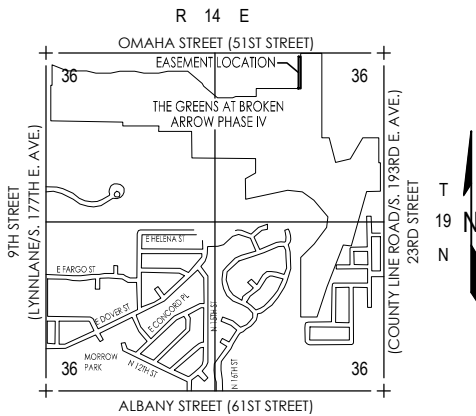 R 14 E
OMAHA STREET (51ST STREET)
EASEMENT LOCATION
36
36
THE GREENS AT BROKEN
ARROW PHASE IV
9TH STREET
(LYNNLANE/S. 177TH E. AVE.)
(COUNTY LINE ROAD/S. 193RD E. AVE.)
23RD STREET
T
19
N
N
E HELENA ST
E FARGO ST
E DOVER ST
E CONCORD PL
N 15TH ST
MORROW
PARK
N 12TH ST
N 16TH ST
36
36
ALBANY STREET (61ST STREET)